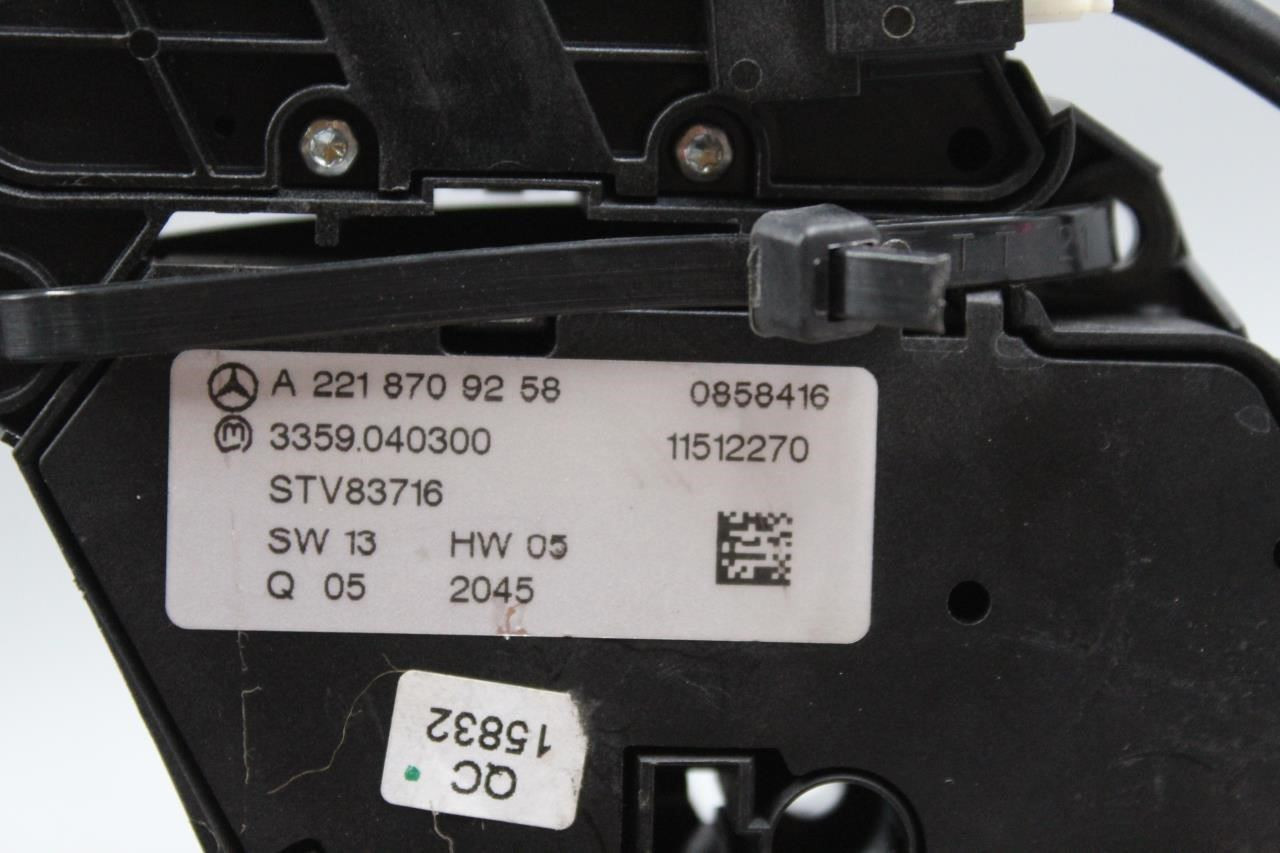 A 221 870 92 58 0858416
3359.040300 11512270
STV83716
SW 13 HW 05
Q 05 2045
QC
15832